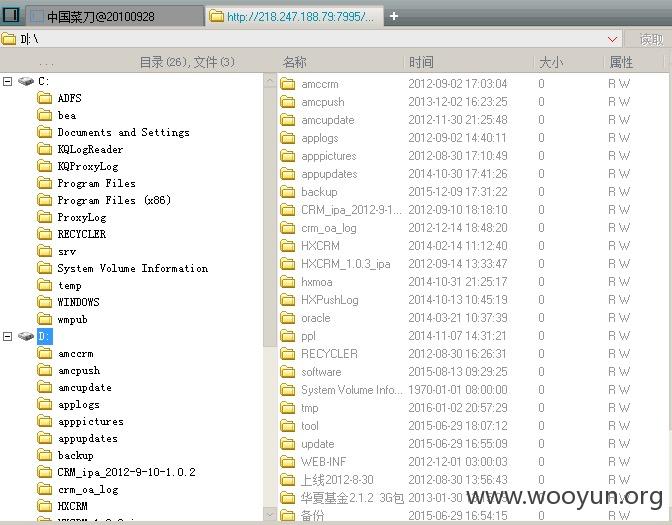 中国菜刀@20100928
http://218.247.188.79:7995/...
D:\
读取
目录(26),文件(3)
名称 时间 大小 属性
C:
ADFS
bea
Documents and Settings
KQLogReader
KQProxyLog
Program Files
Program Files (x86)
ProxyLog
RECYCLER
srv
System Volume Information
temp
WINDOWS
wmpub
D:
amccrm
amcpush
amcupdate
applogs
apppictures
appupdates
backup
CRM_ipa_2012-9-10-1.0.2
crm_oa_log
HXCRM
amccrm 2012-09-02 17:03:04 0 R W
amcpush 2013-12-02 16:23:25 0 R W
amcupdate 2012-11-30 21:25:48 0 R W
applogs 2012-09-02 14:40:11 0 R W
apppictures 2012-08-30 17:10:49 0 R W
appupdates 2014-10-30 17:41:26 0 R W
backup 2015-12-09 17:31:22 0 R W
CRM_ipa_2012-9-1... 2012-09-10 18:18:10 0 R W
crm_oa_log 2012-12-14 18:48:20 0 R W
HXCRM 2014-02-14 11:12:40 0 R W
HXCRM_1.0.3_ipa 2012-09-14 13:33:47 0 R W
hxmoa 2014-10-31 21:25:17 0 R W
HXPushLog 2014-10-13 10:45:19 0 R W
oracle 2014-03-21 10:37:39 0 R W
ppl 2014-11-07 14:31:21 0 R W
RECYCLER 2012-08-30 16:26:31 0 R W
software 2015-08-13 09:29:25 0 R W
System Volume Info... 1970-01-01 08:00:00 0 R W
tmp 2016-01-02 20:57:29 0 R W
tool 2015-06-29 18:07:12 0 R W
update 2015-06-29 16:55:09 0 R W
WEB-INF 2012-12-01 03:00:03 0 R W
上线2012-8-30 2012-08-30 13:56:43 0 R W
华夏基金2.1.2 3G包 2013-01-30
备份 2015-06-29 16:54:15 0 R W
www.wooyun.org